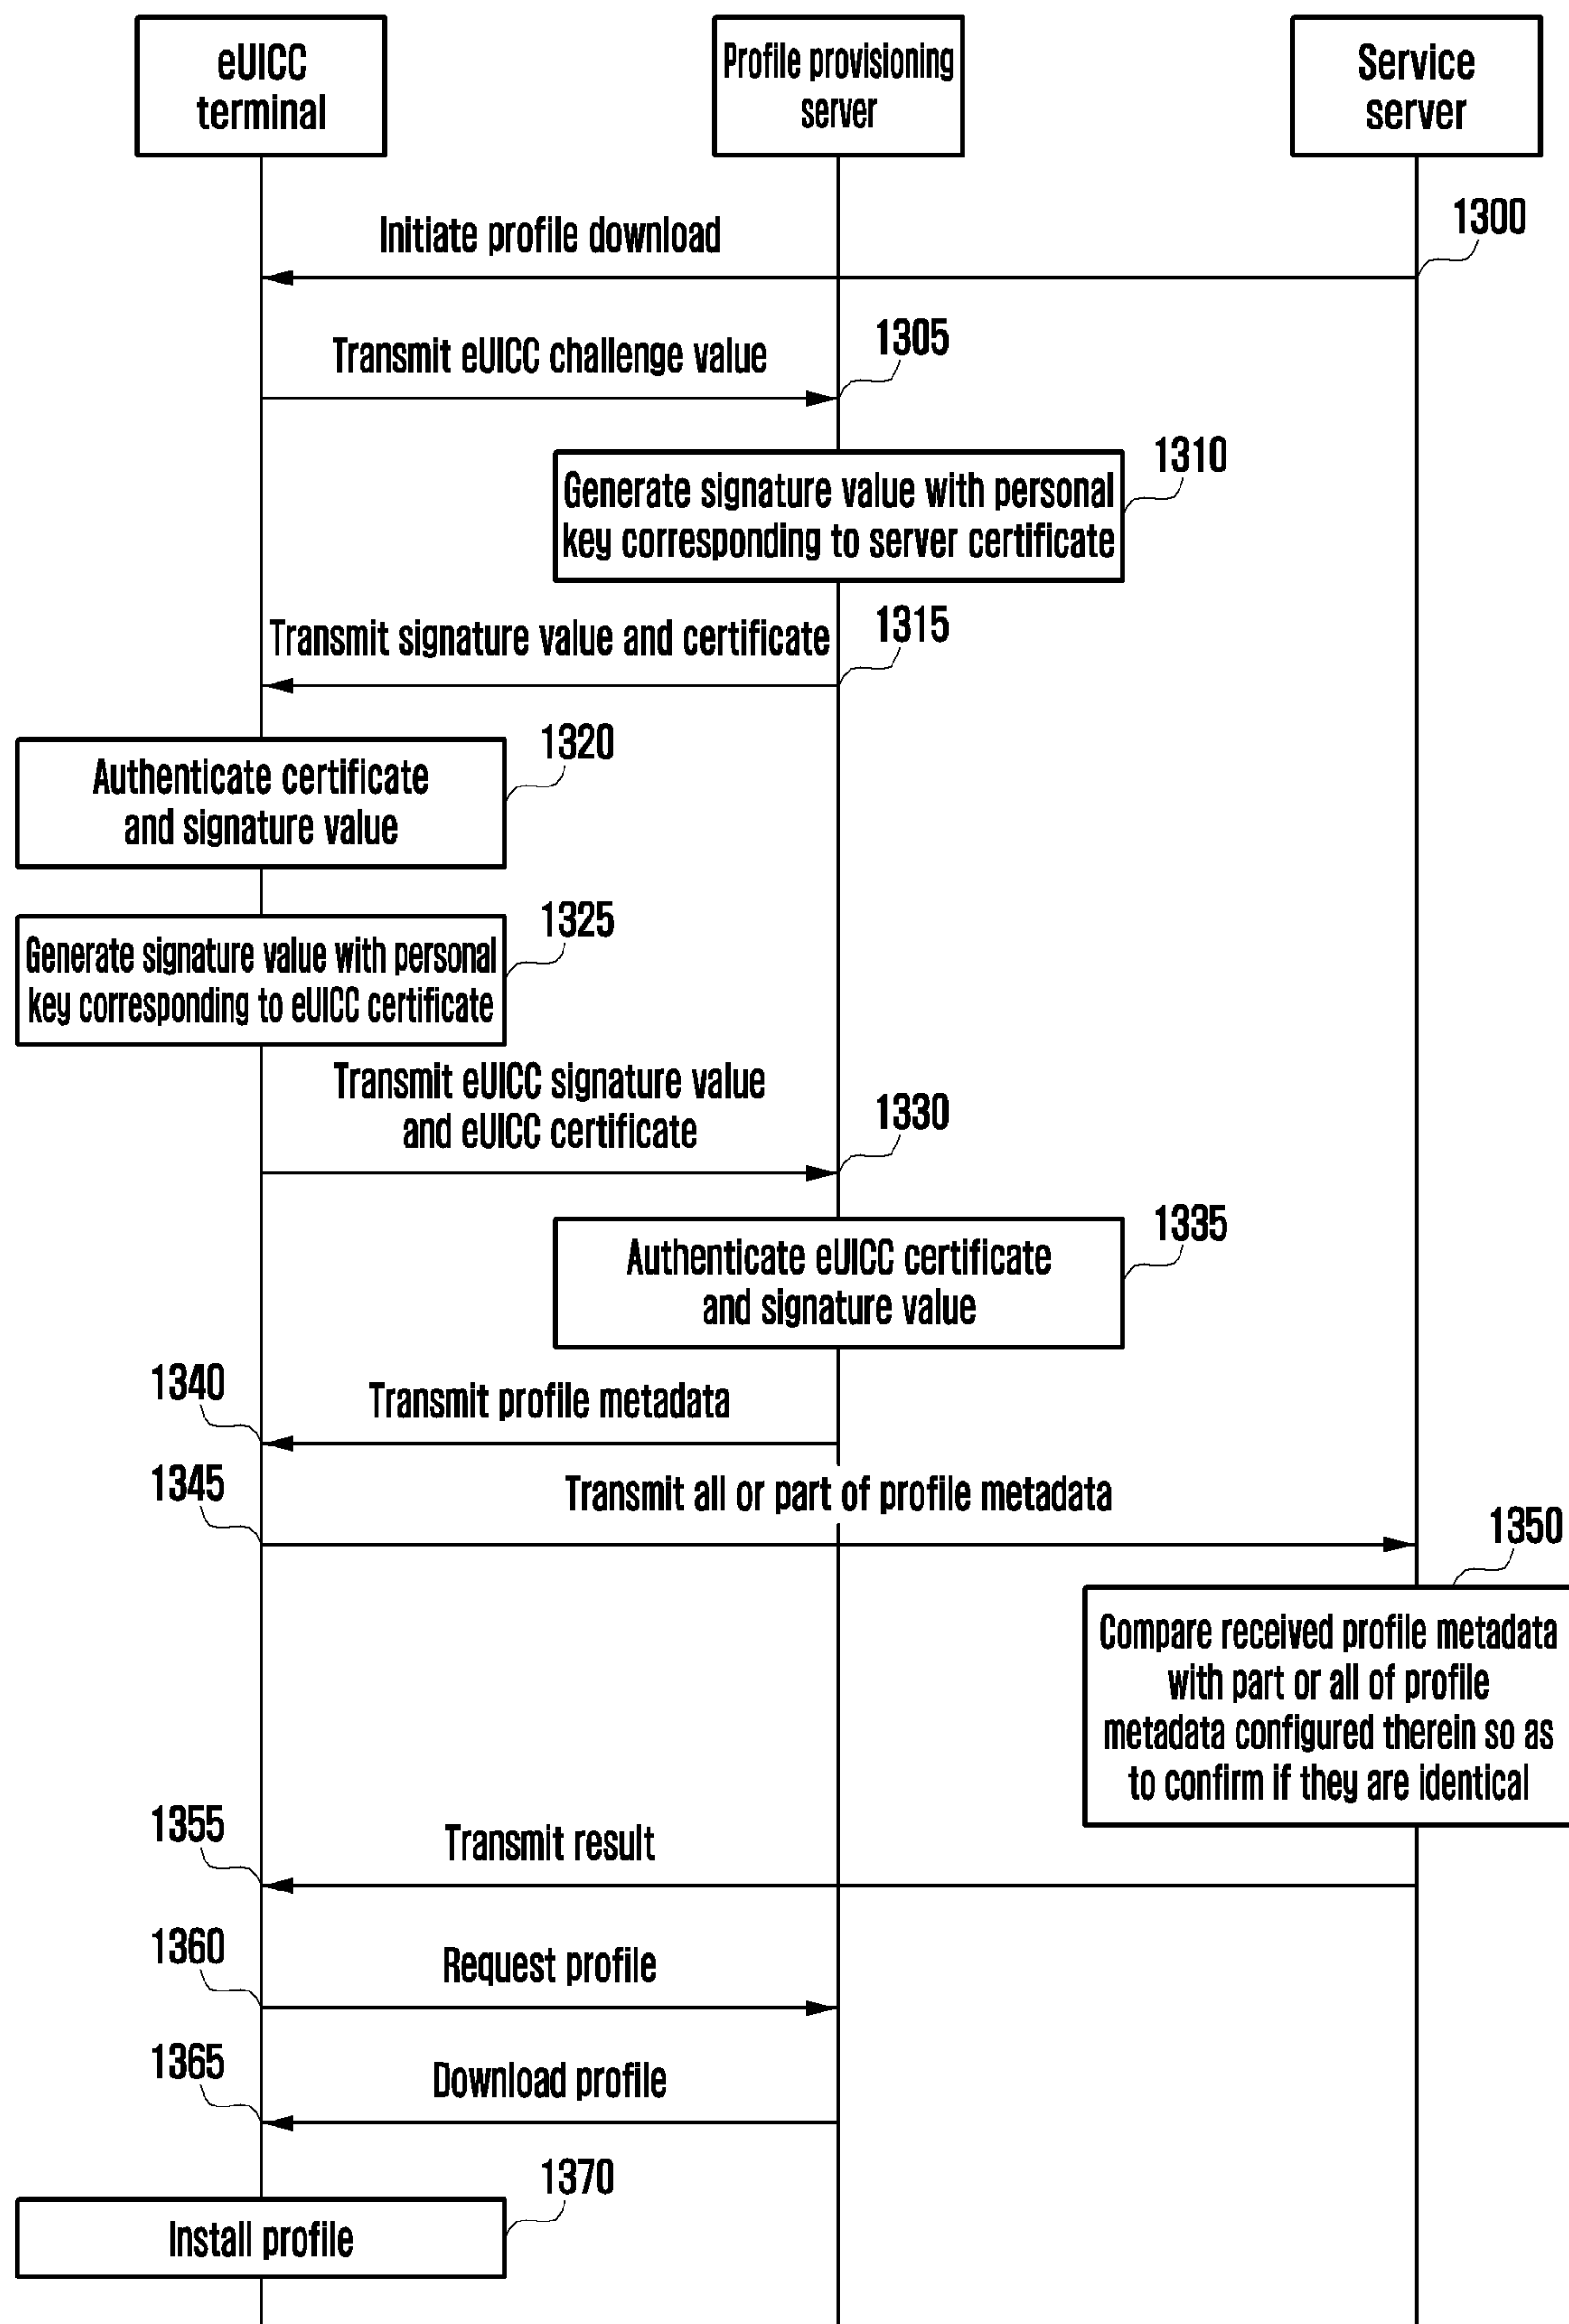 eUICC
terminal
Profile provisioning
server
Service
server
1300
Initiate profile download
1305
Transmit eUICC challenge value
1310
Generate signature value with personal
key corresponding to server certificate
1315
Transmit signature value and certificate
1320
Authenticate certificate
and signature value
1325
Generate signature value with personal
key corresponding to eUICC certificate
Transmit eUICC signature value
and eUICC certificate
1330
1335
Authenticate eUICC certificate
and signature value
1340
Transmit profile metadata
1345
Transmit all or part of profile metadata
1350
Compare received profile metadata
with part or all of profile
metadata configured therein so as
to confirm if they are identical
1355
Transmit result
1360
Request profile
1365
Download profile
1370
Install profile